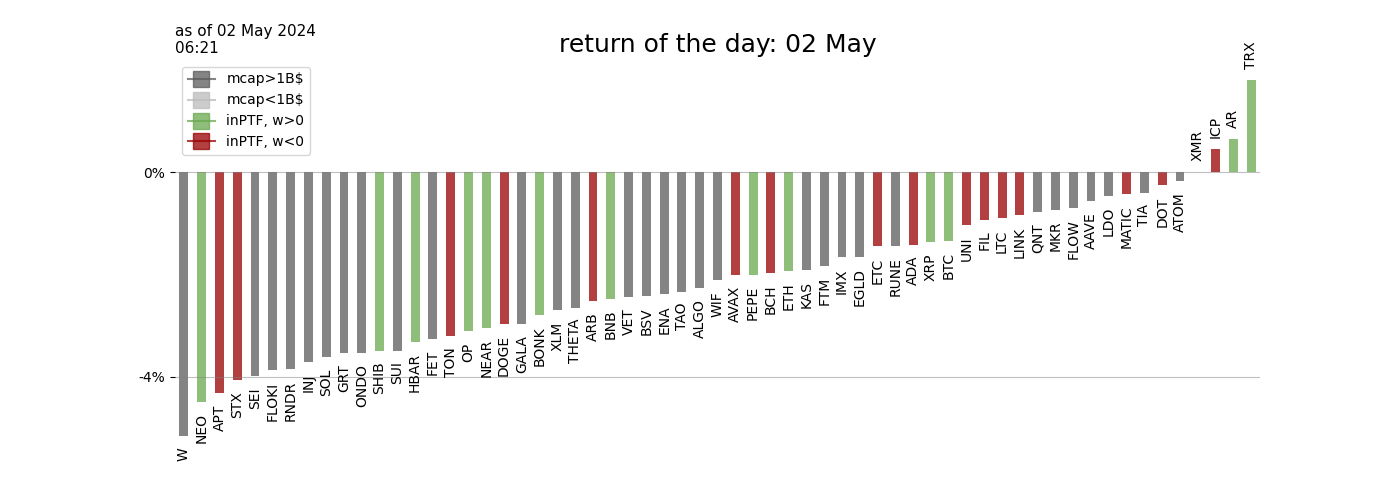 as of 02 May 2024
06:21
return of the day: 02 May
mcap>1B$
mcap<1B$
inPTF, w>0
inPTF, w<0
0%
-4%
W
NEO
APT
STX
SEI
FLOKI
RNDR
INJ
SOL
GRT
ONDO
SHIB
SUI
HBAR
FET
TON
OP
NEAR
DOGE
GALA
BONK
XLM
THETA
ARB
BNB
VET
BSV
ENA
TAO
ALGO
WIF
AVAX
PEPE
BCH
ETH
KAS
FTM
IMX
EGLD
ETC
RUNE
ADA
XRP
BTC
UNI
FIL
LTC
LINK
QNT
MKR
FLOW
AAVE
LDO
MATIC
TIA
DOT
ATOM
XMR
ICP
AR
TRX